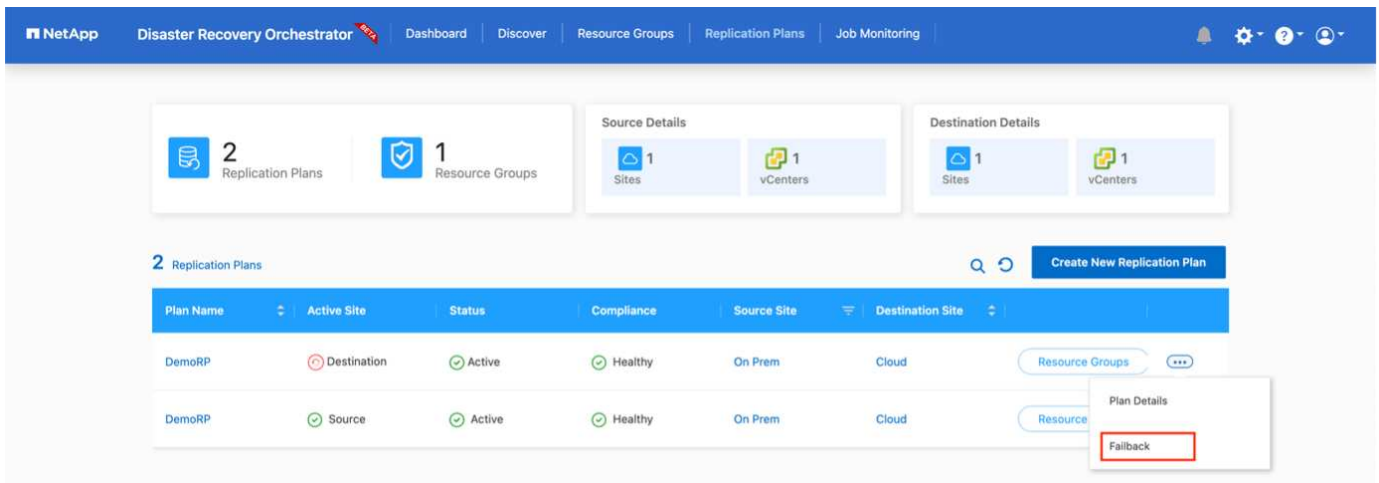 NetApp Disaster Recovery Orchestrator BETA Dashboard Discover Resource Groups Replication Plans Job Monitoring
Source Details Destination Details
2 1 1 1 1 1
Replication Plans Resource Groups Sites vCenters Sites vCenters
2 Replication Plans Create New Replication Plan
Plan Name Active Site Status Compliance Source Site Destination Site
DemoRP Destination Active Healthy On Prem Cloud Resource Groups
Plan Details
DemoRP Source Active Healthy On Prem Cloud Resource
Failback